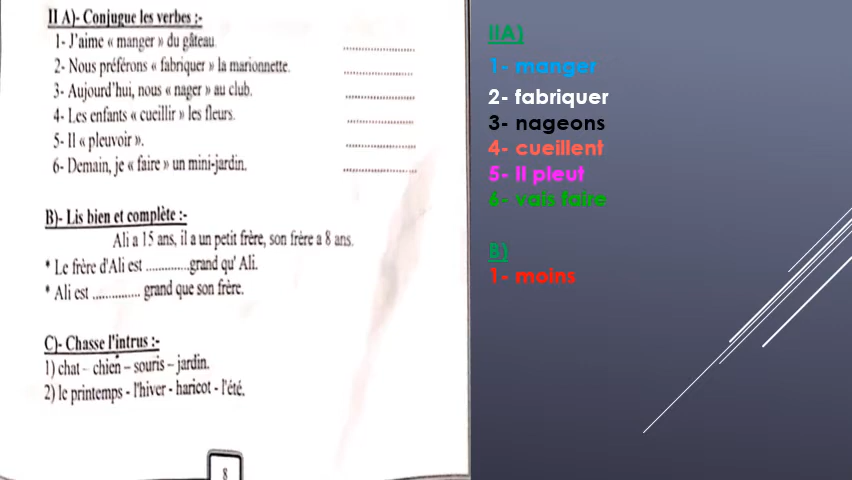 II A)- Conjugue les verbes :-
1- J'aime « manger » du gâteau. ....................
2- Nous préférons « fabriquer » la marionnette. ....................
3- Aujourd'hui, nous « nager » au club. ....................
4- Les enfants « cueillir » les fleurs. ....................
5- Il « pleuvoir ». ....................
6- Demain, je « faire » un mini-jardin. ....................
B)- Lis bien et complète :-
Ali a 15 ans, il a un petit frère, son frère a 8 ans.
* Le frère d'Ali est ............grand qu' Ali.
* Ali est ............. grand que son frère.
C)- Chasse l'intrus :-
1) chat - chien – souris – jardin.
2) le printemps - l'hiver - haricot - l'été.
8
IIA)
1- manger
2- fabriquer
3- nageons
4- cueillent
5- Il pleut
6- vais faire
B)
1- moins